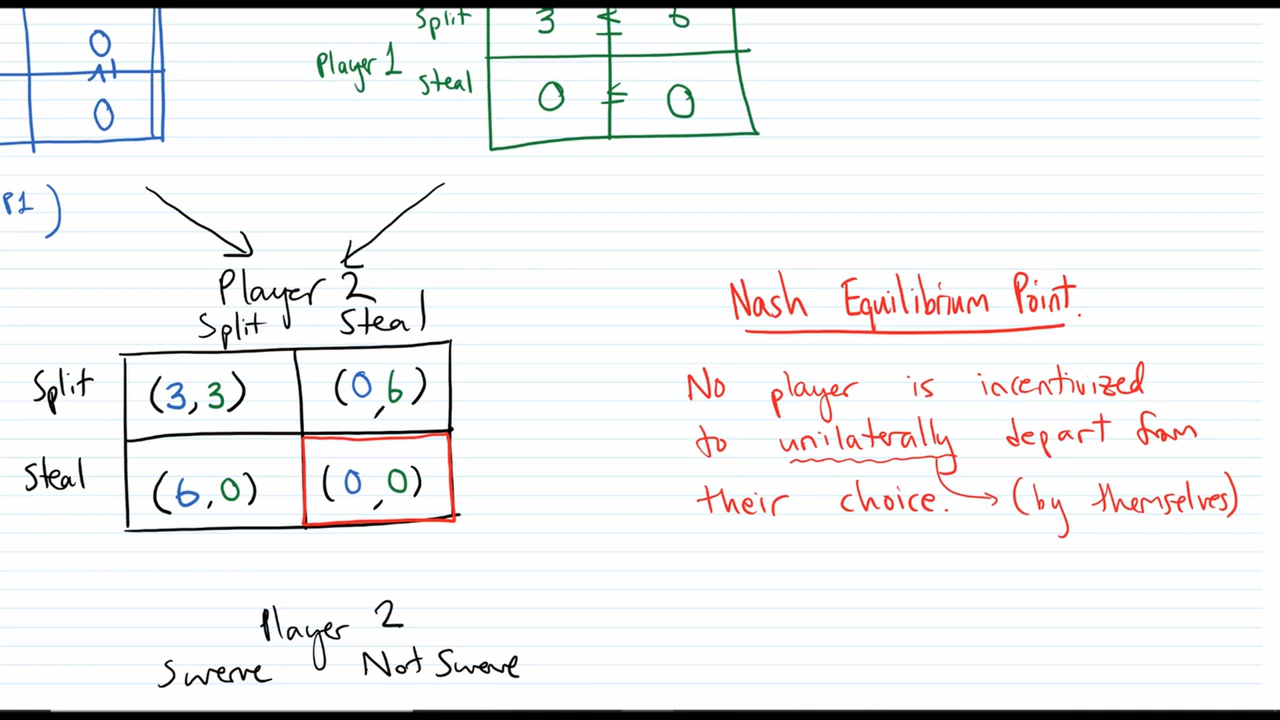 Split 3 ≤ 6
0
Player 1
Steal 0 ≤ 0
0
P1)
Player 2
Split Steal
Split (3,3) (0,6)
Steal (6,0) (0,0)
Nash Equilibrium Point.
No player is incentivized
to unilaterally depart from
their choice. → (by themselves)
Player 2
Swerve Not Swerve